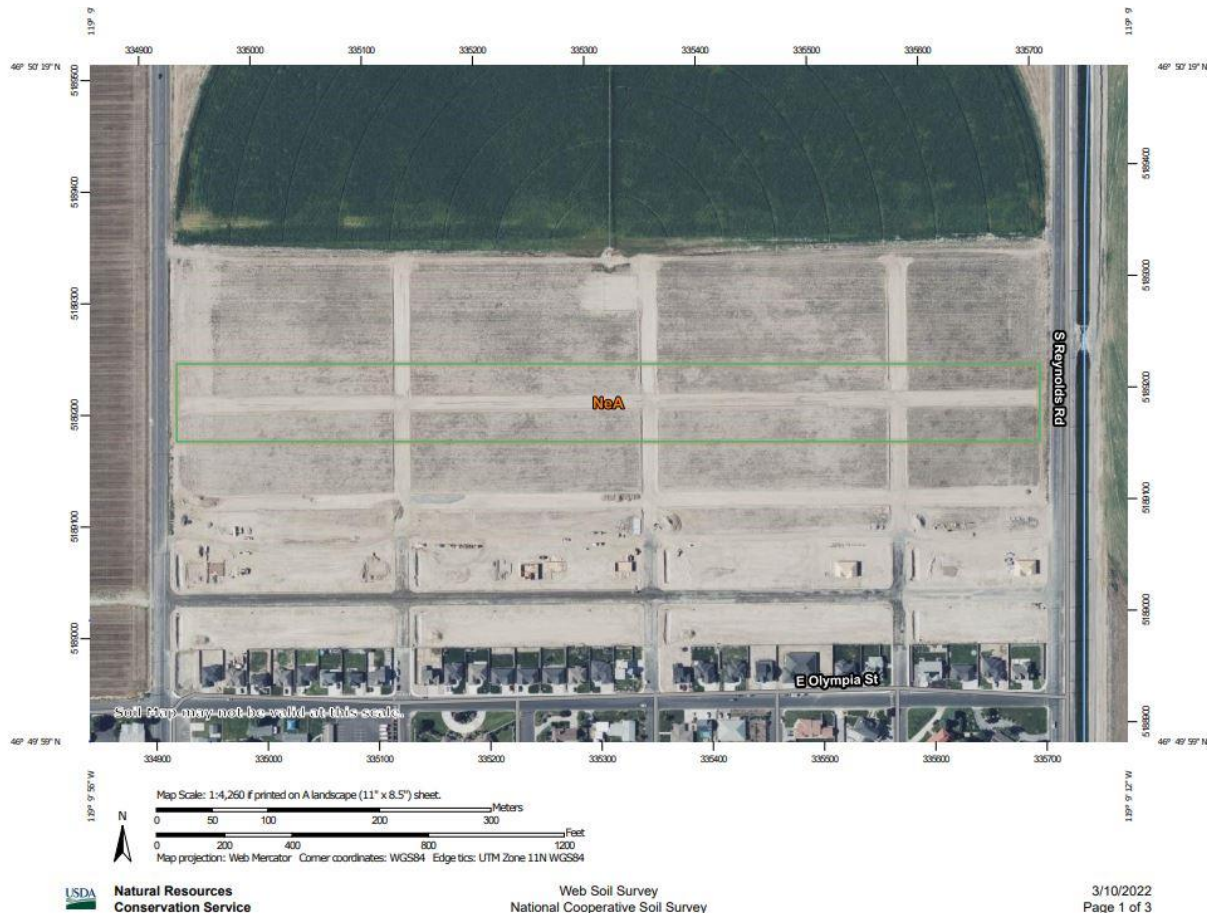 119° 9'
119° 9'
334900 335000 335100 335200 335300 335400 335500 335600 335700
46° 50' 19" N
46° 50' 19" N
5189400
5189400
5189300
5189300
5189200
S Reynolds Rd
NeA
5189100
5189100
5189000
5189000
E Olympia St
Soil Map may not be valid at this scale.
5188900
46° 49' 59" N
46° 49' 59" N
334900 335000 335100 335200 335300 335400 335500 335600 335700
119° 9' 56" W
119° 9' 12" W
Map Scale: 1:4,260 if printed on A landscape (11" x 8.5") sheet.
N
Meters
0 50 100 200 300
Feet
0 200 400 800 1200
Map projection: Web Mercator Corner coordinates: WGS84 Edge tics: UTM Zone 11N WGS84
USDA
Natural Resources
Conservation Service
Web Soil Survey
National Cooperative Soil Survey
3/10/2022
Page 1 of 3